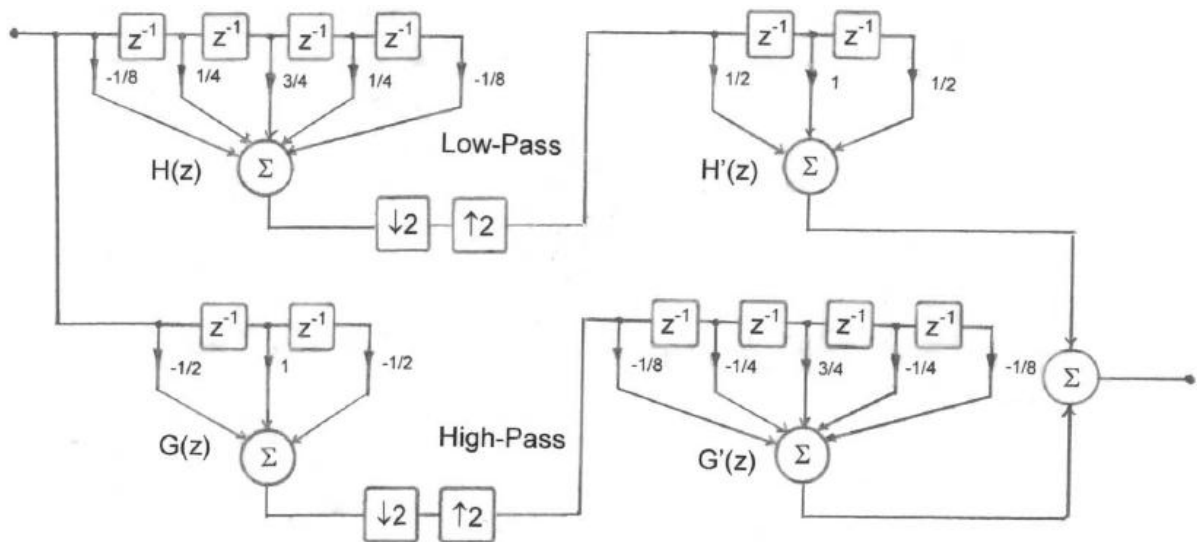 z⁻¹ z⁻¹ z⁻¹ z⁻¹
-1/8 1/4 3/4 1/4 -1/8
Σ
H(z)
Low-Pass
↓2 ↑2
z⁻¹ z⁻¹
1/2 1 1/2
Σ
H'(z)
z⁻¹ z⁻¹
-1/2 1 -1/2
Σ
G(z)
High-Pass
↓2 ↑2
z⁻¹ z⁻¹ z⁻¹ z⁻¹
-1/8 -1/4 3/4 -1/4 -1/8
Σ
G'(z)
Σ